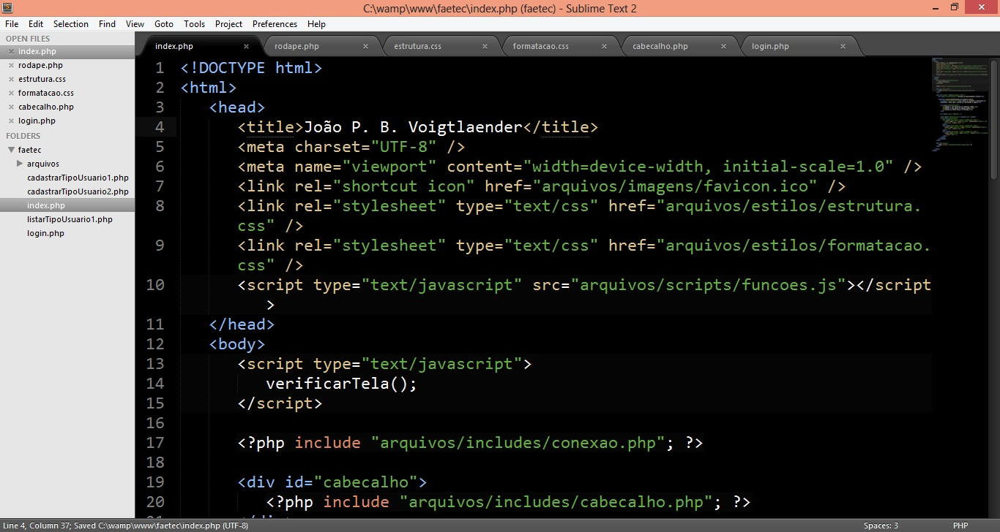 C:\wamp\www\faetec\index.php (faetec) - Sublime Text 2
File Edit Selection Find View Goto Tools Project Preferences Help
OPEN FILES
index.php
rodape.php
estrutura.css
formatacao.css
cabecalho.php
login.php
FOLDERS
faetec
arquivos
cadastrarTipoUsuario1.php
cadastrarTipoUsuario2.php
index.php
listarTipoUsuario1.php
login.php
index.php rodape.php estrutura.css formatacao.css cabecalho.php login.php
1 <!DOCTYPE html>
2 <html>
3 <head>
4 <title>João P. B. Voigtlaender</title>
5 <meta charset="UTF-8" />
6 <meta name="viewport" content="width=device-width, initial-scale=1.0" />
7 <link rel="shortcut icon" href="arquivos/imagens/favicon.ico" />
8 <link rel="stylesheet" type="text/css" href="arquivos/estilos/estrutura.
css" />
9 <link rel="stylesheet" type="text/css" href="arquivos/estilos/formatacao.
css" />
10 <script type="text/javascript" src="arquivos/scripts/funcoes.js"></script
>
11 </head>
12 <body>
13 <script type="text/javascript">
14 verificarTela();
15 </script>
16
17 <?php include "arquivos/includes/conexao.php"; ?>
18
19 <div id="cabecalho">
20 <?php include "arquivos/includes/cabecalho.php"; ?>
Line 4, Column 37; Saved C:\wamp\www\faetec\index.php (UTF-8)
Spaces: 3
PHP